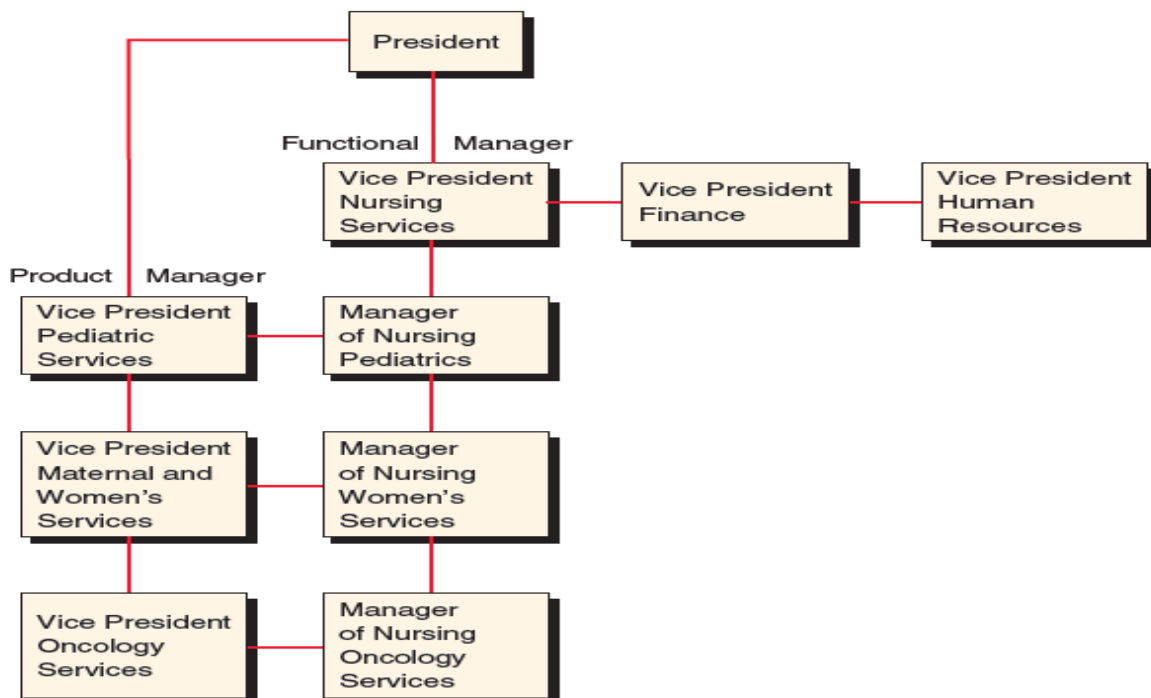 President
Functional Manager
Vice President
Nursing
Services
Vice President
Finance
Vice President
Human
Resources
Product Manager
Vice President
Pediatric
Services
Manager
of Nursing
Pediatrics
Vice President
Maternal and
Women's
Services
Manager
of Nursing
Women's
Services
Vice President
Oncology
Services
Manager
of Nursing
Oncology
Services